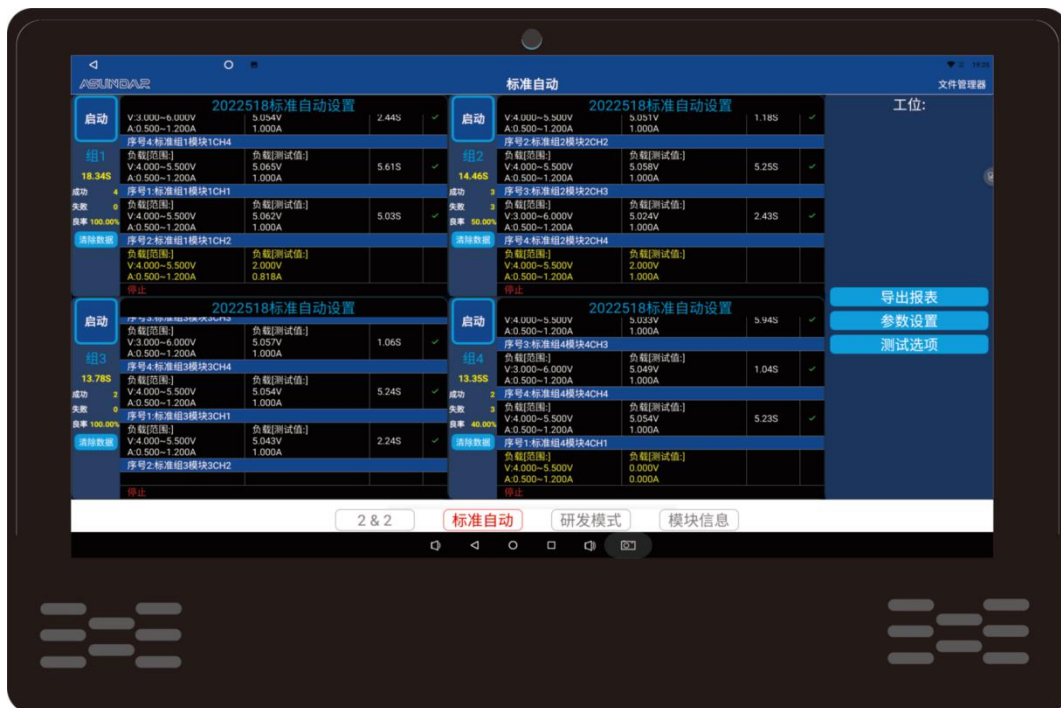 19:35
ASUNDAR
标准自动
文件管理器
启动
2022518标准自动设置
V:3.000~6.000V 5.054V 2.44S
A:0.500~1.200A 1.000A
序号4:标准组1模块1CH4
组1
18.34S
成功 4
失败 0
良率 100.00%
清除数据
负载[范围:] 负载[测试值:]
V:4.000~5.500V 5.065V 5.61S
A:0.500~1.200A 1.000A
序号1:标准组1模块1CH1
负载[范围:] 负载[测试值:]
V:4.000~5.500V 5.062V 5.03S
A:0.500~1.200A 1.000A
序号2:标准组1模块1CH2
负载[范围:] 负载[测试值:]
V:4.000~5.500V 2.000V
A:0.500~1.200A 0.818A
停止
启动
2022518标准自动设置
V:4.000~5.500V 5.051V 1.18S
A:0.500~1.200A 1.000A
序号2:标准组2模块2CH2
组2
14.46S
成功 3
失败 3
良率 50.00%
清除数据
负载[范围:] 负载[测试值:]
V:4.000~5.500V 5.058V 5.25S
A:0.500~1.200A 1.000A
序号3:标准组2模块2CH3
负载[范围:] 负载[测试值:]
V:3.000~6.000V 5.024V 2.43S
A:0.500~1.200A 1.000A
序号4:标准组2模块2CH4
负载[范围:] 负载[测试值:]
V:4.000~5.500V 2.000V
A:0.500~1.200A 1.000A
停止
工位:
导出报表
参数设置
测试选项
启动
2022518标准自动设置
序号3:标准组3模块3CH3
组3
13.78S
成功 2
失败 0
良率 100.00%
清除数据
负载[范围:] 负载[测试值:]
V:3.000~6.000V 5.057V 1.06S
A:0.500~1.200A 1.000A
序号4:标准组3模块3CH4
负载[范围:] 负载[测试值:]
V:4.000~5.500V 5.054V 5.24S
A:0.500~1.200A 1.000A
序号1:标准组3模块3CH1
负载[范围:] 负载[测试值:]
V:4.000~5.500V 5.043V 2.24S
A:0.500~1.200A 1.000A
序号2:标准组3模块3CH2
停止
启动
2022518标准自动设置
V:4.000~5.500V 5.033V 5.94S
A:0.500~1.200A 1.000A
序号3:标准组4模块4CH3
组4
13.35S
成功 2
失败 3
良率 40.00%
清除数据
负载[范围:] 负载[测试值:]
V:3.000~6.000V 5.049V 1.04S
A:0.500~1.200A 1.000A
序号4:标准组4模块4CH4
负载[范围:] 负载[测试值:]
V:4.000~5.500V 5.054V 5.23S
A:0.500~1.200A 1.000A
序号1:标准组4模块4CH1
负载[范围:] 负载[测试值:]
V:4.000~5.500V 0.000V
A:0.500~1.200A 0.000A
停止
2 & 2
标准自动
研发模式
模块信息